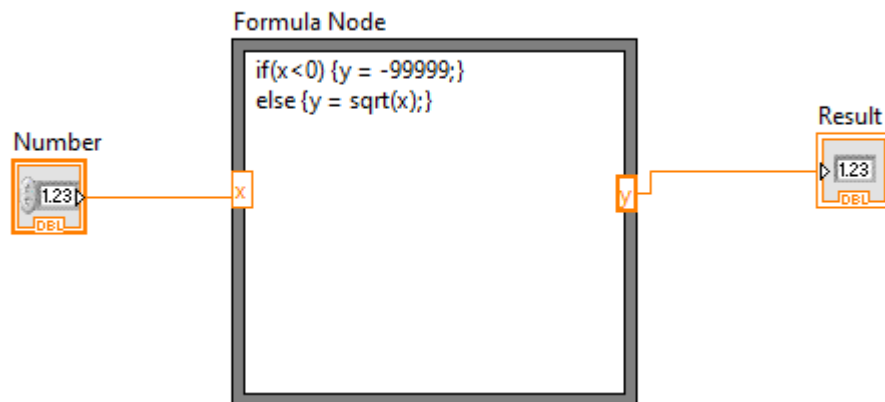 Formula Node
if(x<0) {y = -99999;}
else {y = sqrt(x);}
Number
1.23
DBL
x
y
Result
1.23
DBL